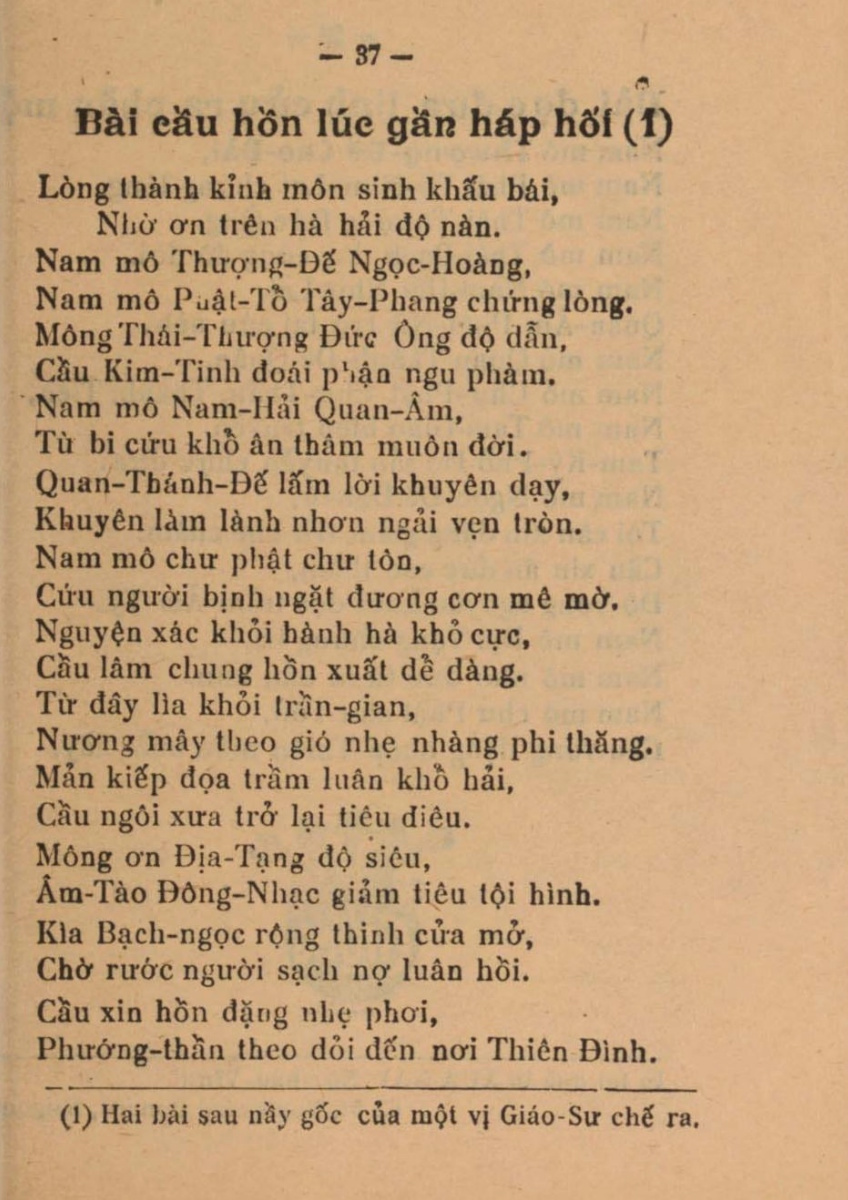 — 37 —
Bài cầu hồn lúc gần háp hối (1)
Lòng thành kỉnh môn sinh khấu bái,
Nhờ ơn trên hà hải độ nàn.
Nam mô Thượng-Đế Ngọc-Hoàng,
Nam mô Phật-Tổ Tây-Phang chứng lòng.
Mông Thái-Thượng Đức Ông độ dẫn,
Cầu Kim-Tinh đoái phận ngu phàm.
Nam mô Nam-Hải Quan-Âm,
Từ bi cứu khổ ân thâm muôn đời.
Quan-Thánh-Đế lấm lời khuyên dạy,
Khuyên làm lành nhơn ngải vẹn tròn.
Nam mô chư phật chư tôn,
Cứu người bịnh ngặt đương cơn mê mờ.
Nguyện xác khỏi hành hà khỏ cực,
Cầu lâm chung hồn xuất dễ dàng.
Từ đây lìa khỏi trần-gian,
Nương mây theo gió nhẹ nhàng phi thăng.
Mản kiếp đọa trầm luân khổ hải,
Cầu ngôi xưa trở lại tiêu diêu.
Mông ơn Địa-Tạng độ siêu,
Âm-Tào Đông-Nhạc giảm tiêu tội hình.
Kìa Bạch-ngọc rộng thinh cửa mở,
Chờ rước người sạch nợ luân hồi.
Cầu xin hồn đặng nhẹ phơi,
Phướng-thần theo dỏi đến nơi Thiên Đình.
(1) Hai bài sau nầy gốc của một vị Giáo-Sư chế ra.